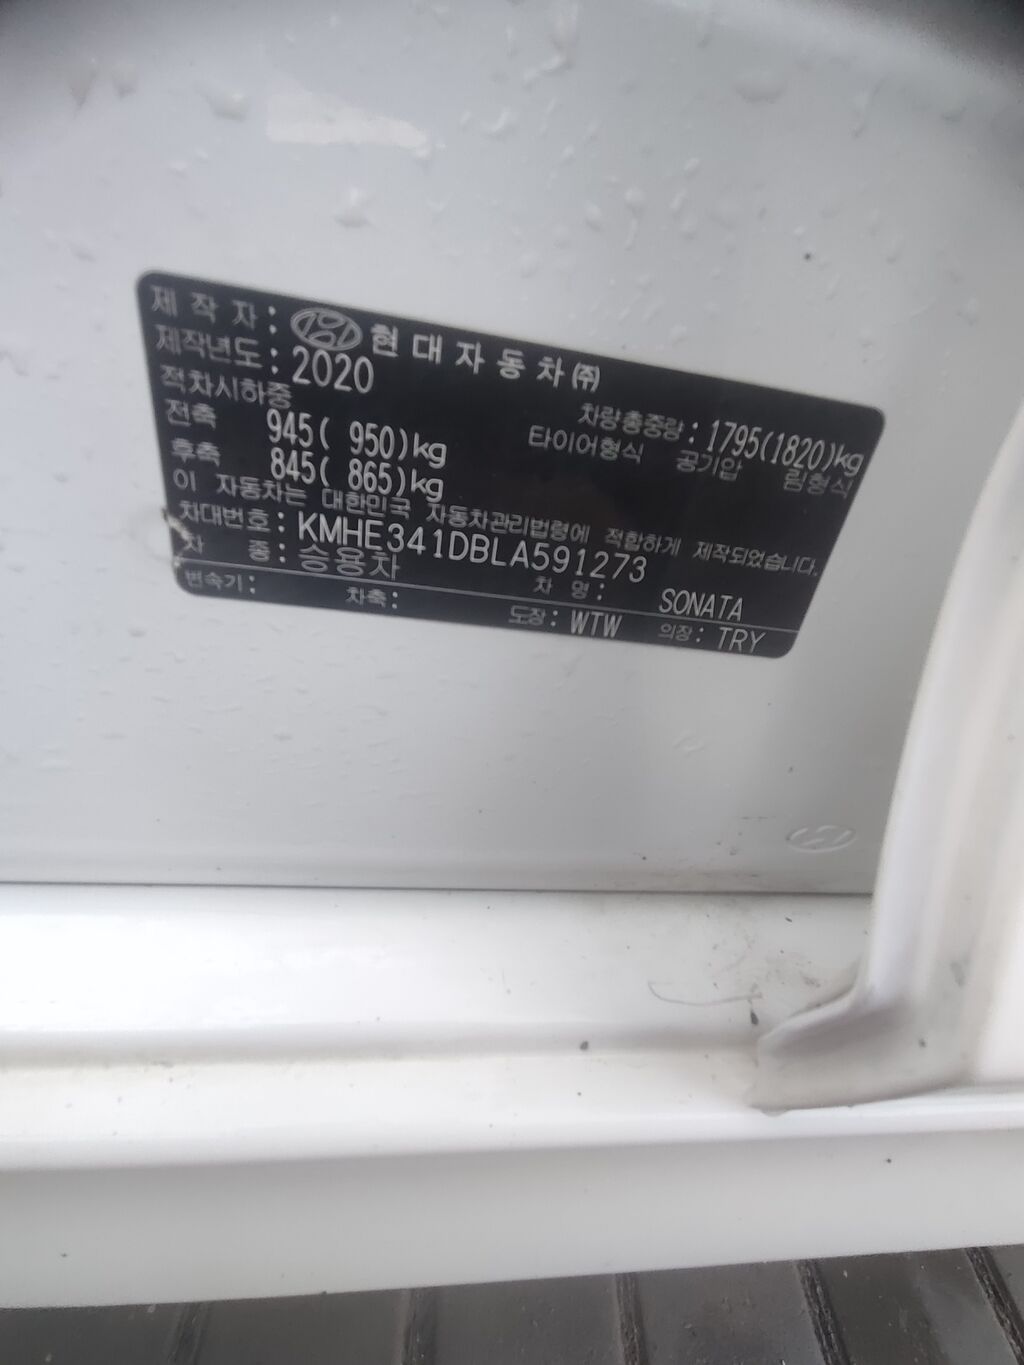 제 작 자 : 현 대 자 동 차 ㈜
제작년도 : 2020
적차시하중 차량총중량 : 1795(1820)kg
전축 945( 950)kg 타이어형식 공기압 림형식
후축 845( 865)kg
이 자동차는 대한민국 자동차관리법령에 적합하게 제작되었습니다.
차대번호 : KMHE341DBLA591273
차 종 : 승용차 차 명 : SONATA
변속기 : 차축 : 도장 : WTW 의장 : TRY